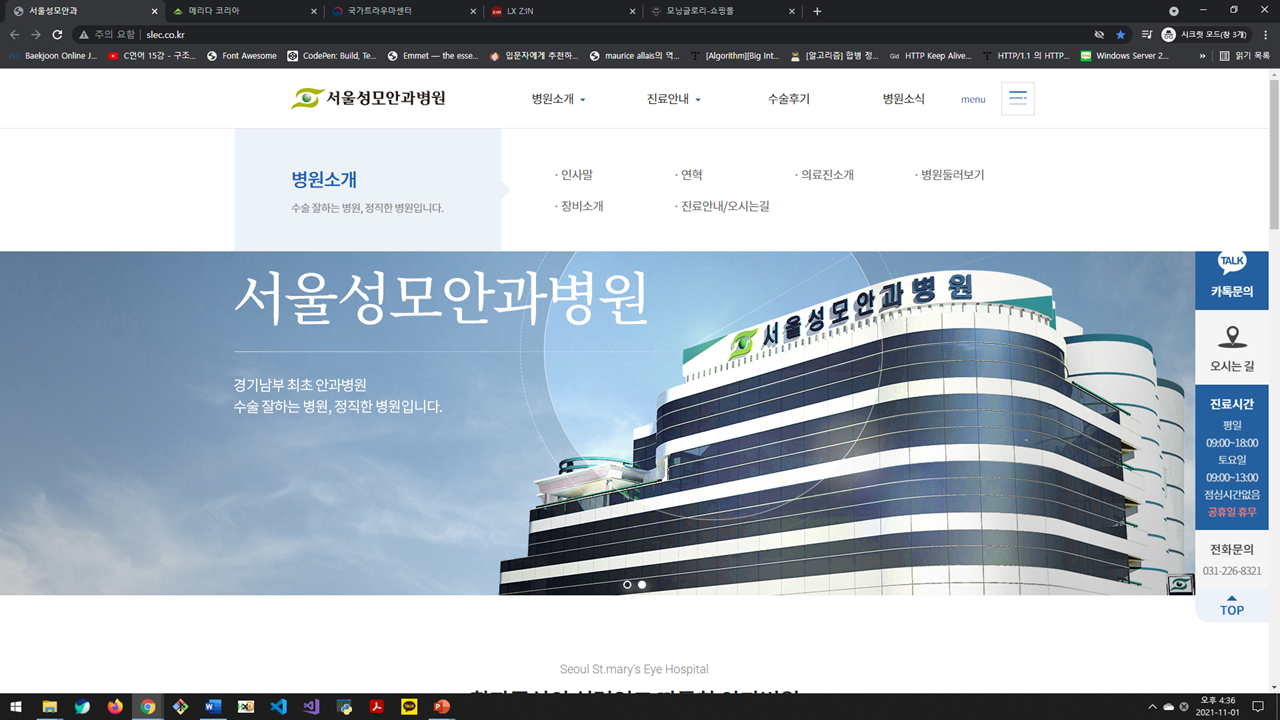 서울성모안과
메리다 코리아
국가트라우마센터
LX Z:IN
모닝글로리-쇼핑몰
주의 요함
slec.co.kr
시크릿 모드(창 3개)
Baekjoon Online J...
C언어 15강 - 구조...
Font Awesome
CodePen: Build, Te...
Emmet — the esse...
입문자에게 추천하...
maurice allais의 역...
[Algorithm][Big Int...
[알고리즘] 합병 정...
HTTP Keep Alive...
HTTP/1.1 의 HTTP...
Windows Server 2...
읽기 목록
서울성모안과병원
병원소개
진료안내
수술후기
병원소식
menu
병원소개
수술 잘하는 병원, 정직한 병원입니다.
· 인사말
· 연혁
· 의료진소개
· 병원둘러보기
· 장비소개
· 진료안내/오시는길
서울성모안과병원
경기남부 최초 안과병원
수술 잘하는 병원, 정직한 병원입니다.
서울성모안과병원
TALK
카톡문의
오시는 길
진료시간
평일
09:00~18:00
토요일
09:00~13:00
점심시간없음
공휴일 휴무
전화문의
031-226-8321
TOP
Seoul St.mary's Eye Hospital
오후 4:36
2021-11-01